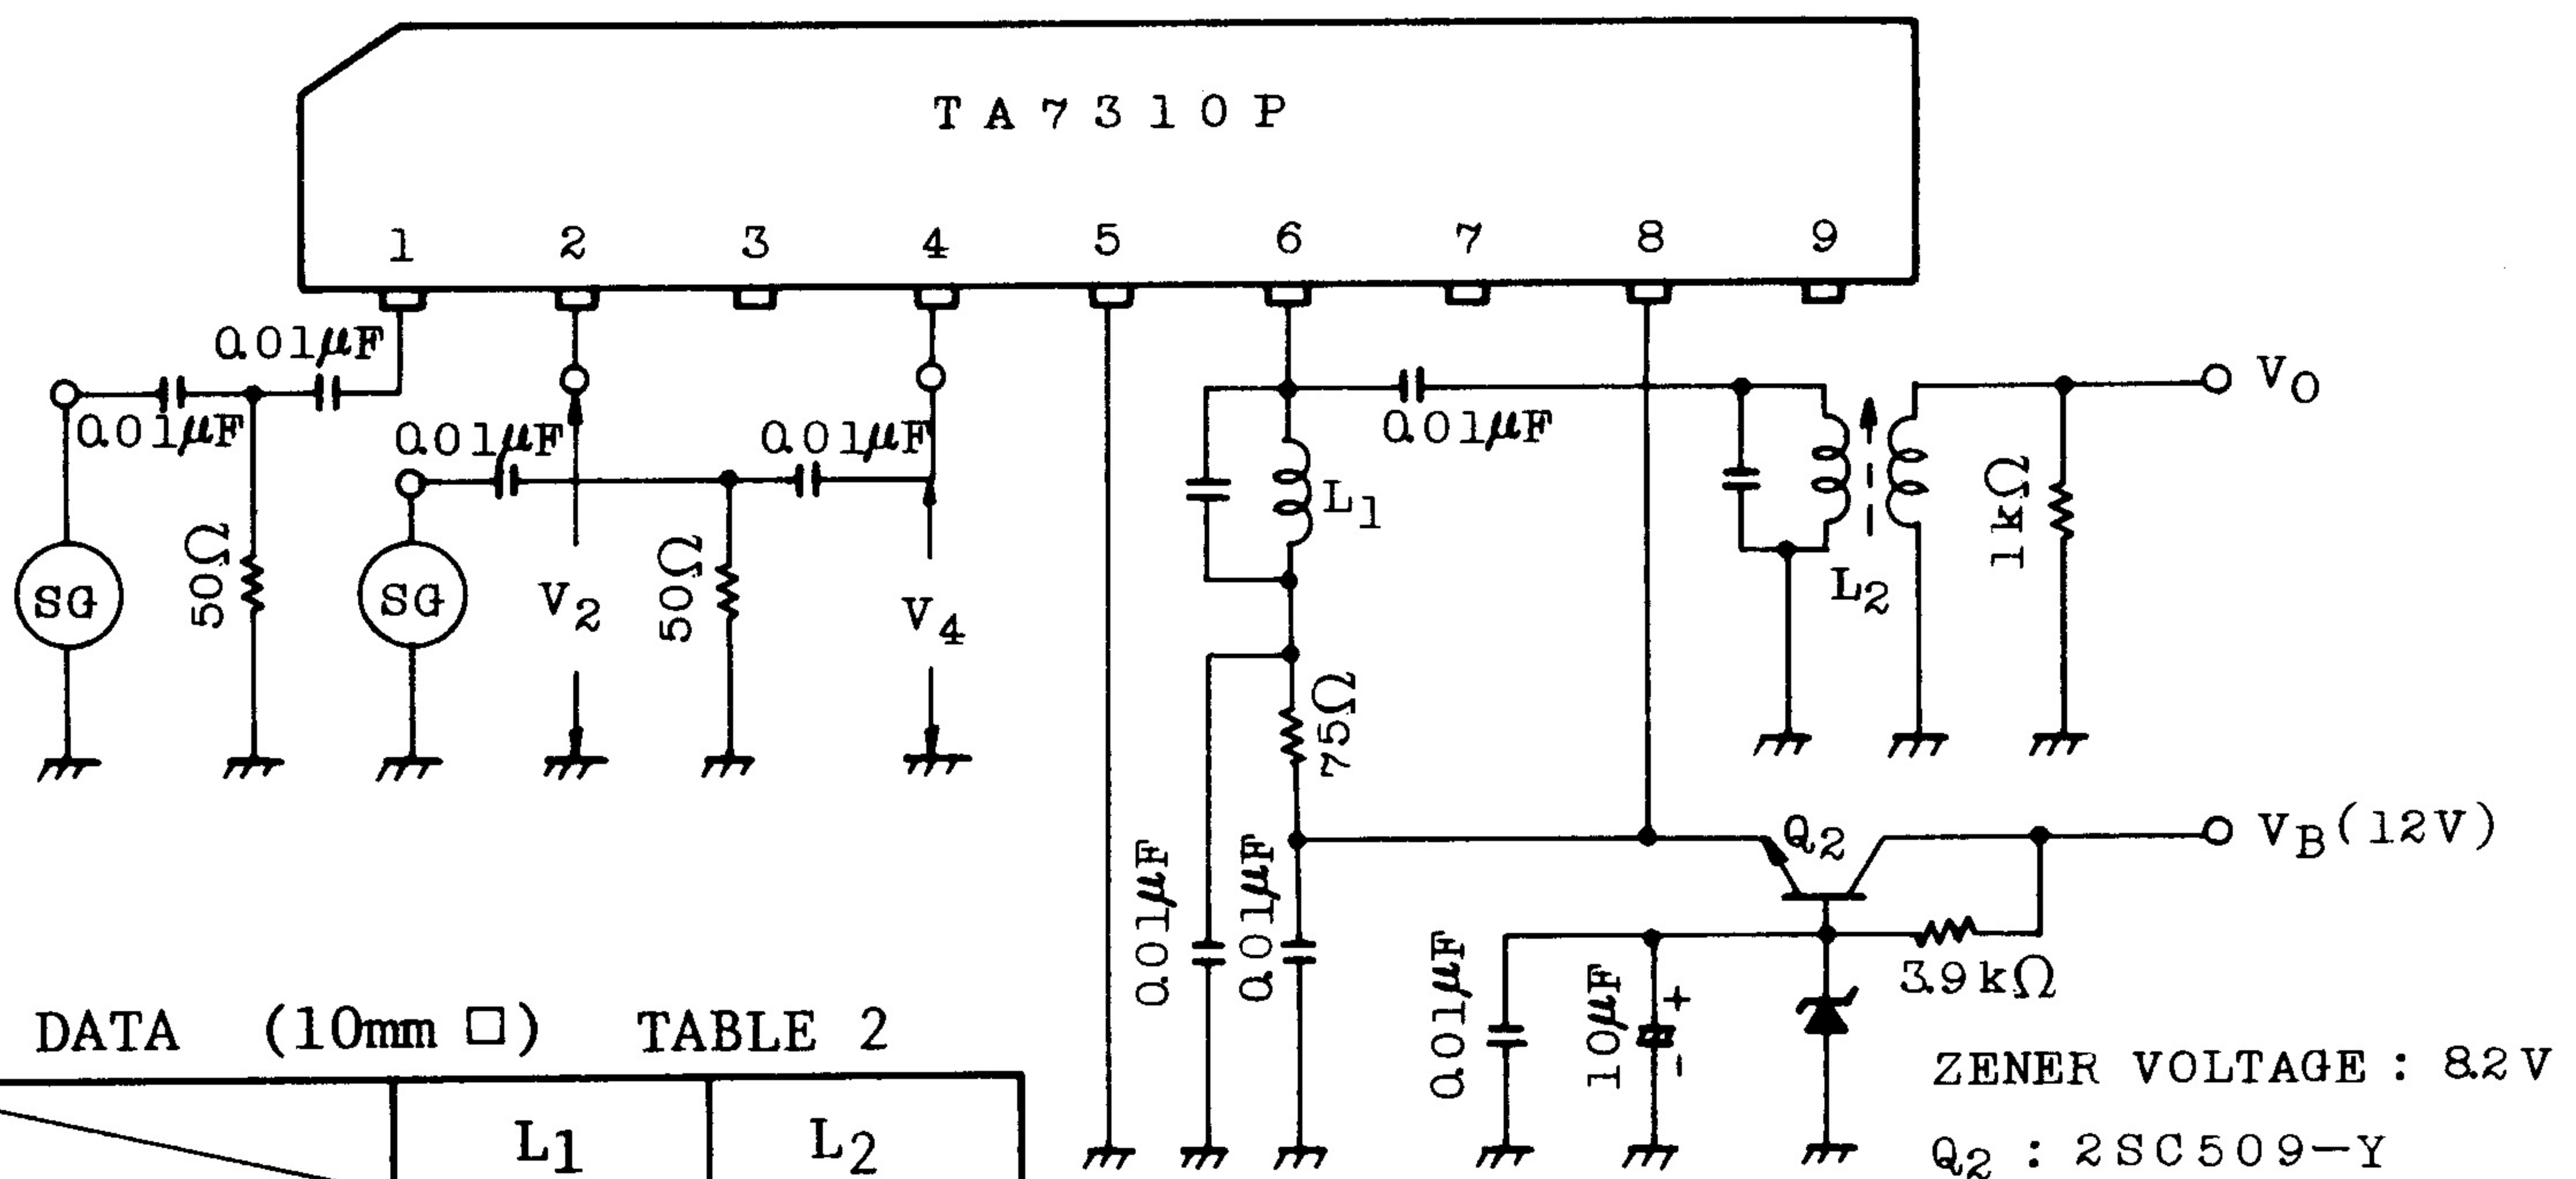 TA7310P
1 2 3 4 5 6 7 8 9
0.01μF
0.01μF
0.01μF
0.01μF
0.01μF
VO
L1
1kΩ
50Ω
50Ω
SG
SG
V2
V4
L2
75Ω
Q2
VB(12V)
0.01μF
0.01μF
0.01μF
10μF
+
-
3.9kΩ
DATA (10mm □) TABLE 2
ZENER VOLTAGE : 8.2V
L1 L2
Q2 : 2SC509-Y